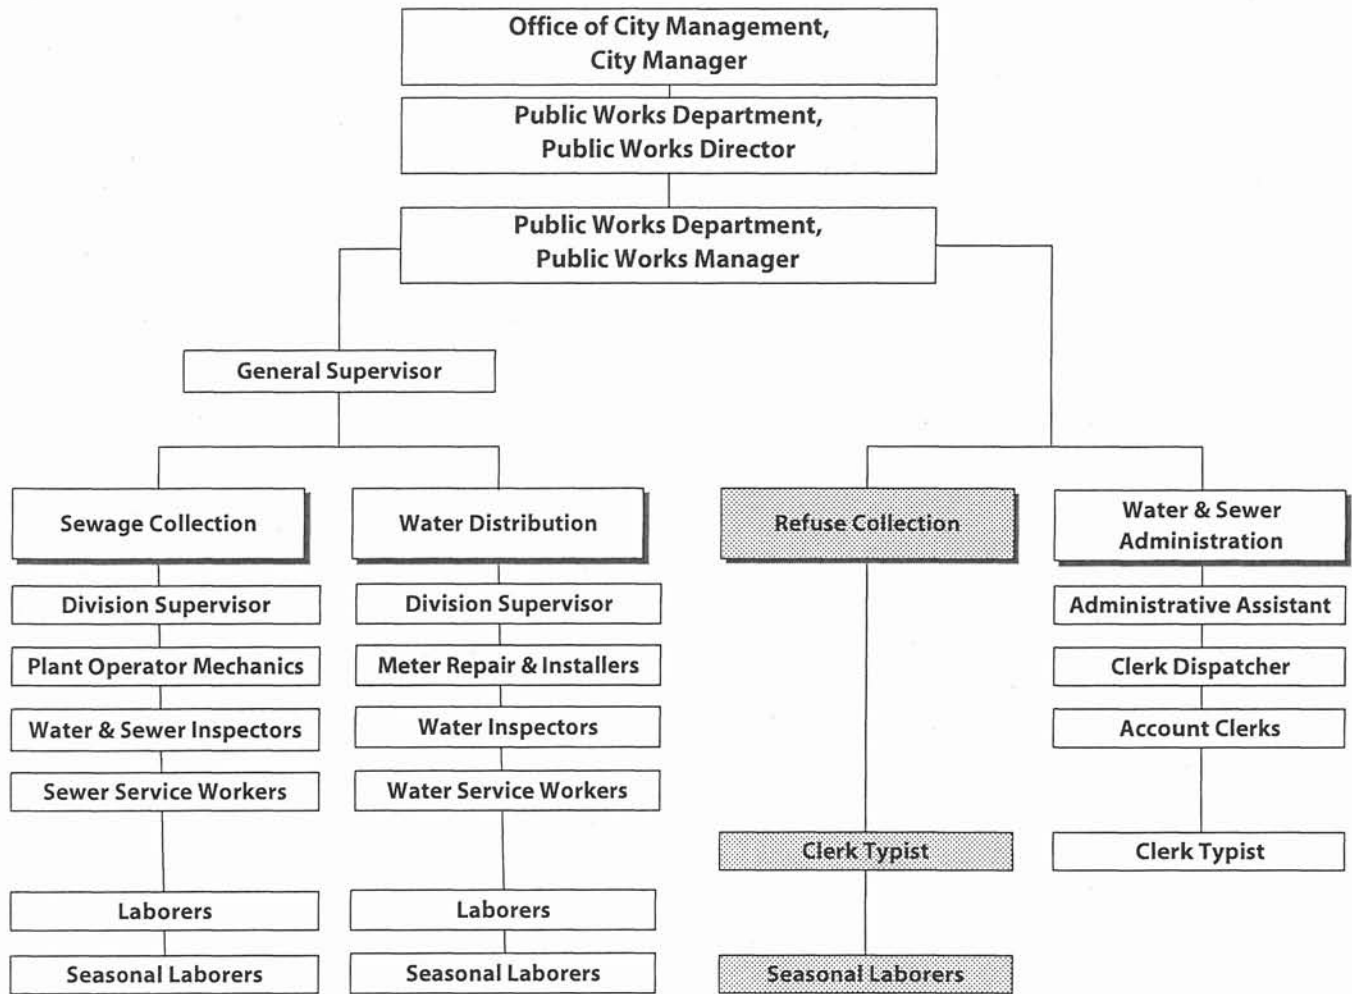 Office of City Management,
City Manager
Public Works Department,
Public Works Director
Public Works Department,
Public Works Manager
General Supervisor
Sewage Collection
Division Supervisor
Plant Operator Mechanics
Water & Sewer Inspectors
Sewer Service Workers
Laborers
Seasonal Laborers
Water Distribution
Division Supervisor
Meter Repair & Installers
Water Inspectors
Water Service Workers
Laborers
Seasonal Laborers
Refuse Collection
Clerk Typist
Seasonal Laborers
Water & Sewer
Administration
Administrative Assistant
Clerk Dispatcher
Account Clerks
Clerk Typist